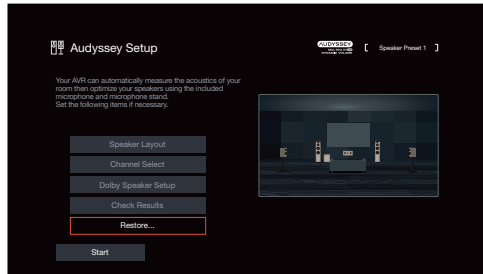 Audyssey Setup
AUDYSSEY
[ Speaker Preset 1 ]
Your AVR can automatically measure the acoustics of your
room then optimize your speakers using the included
microphone and microphone stand.
Set the following items if necessary.
Speaker Layout
Channel Select
Dolby Speaker Setup
Check Results
Restore...
Start